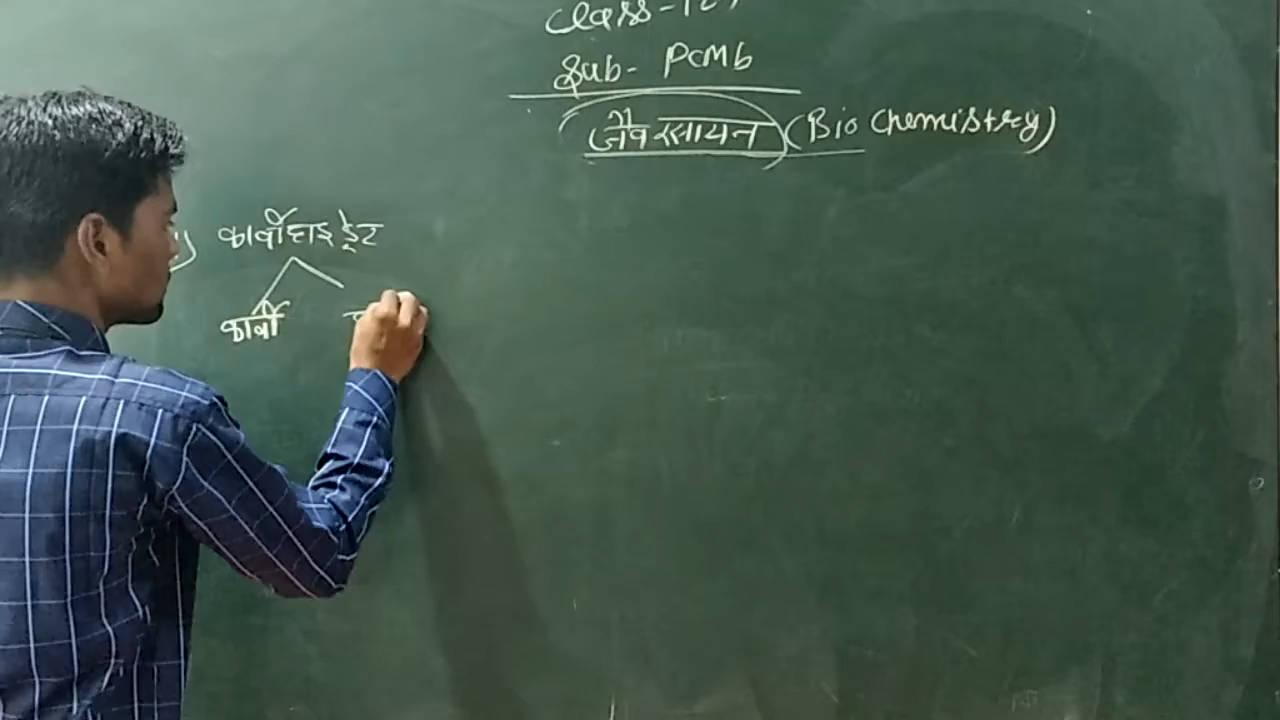 Class-12
Sub- PCMb
जैव रसायन (Bio Chemistry)
कार्बोहाइड्रेट
कार्बो